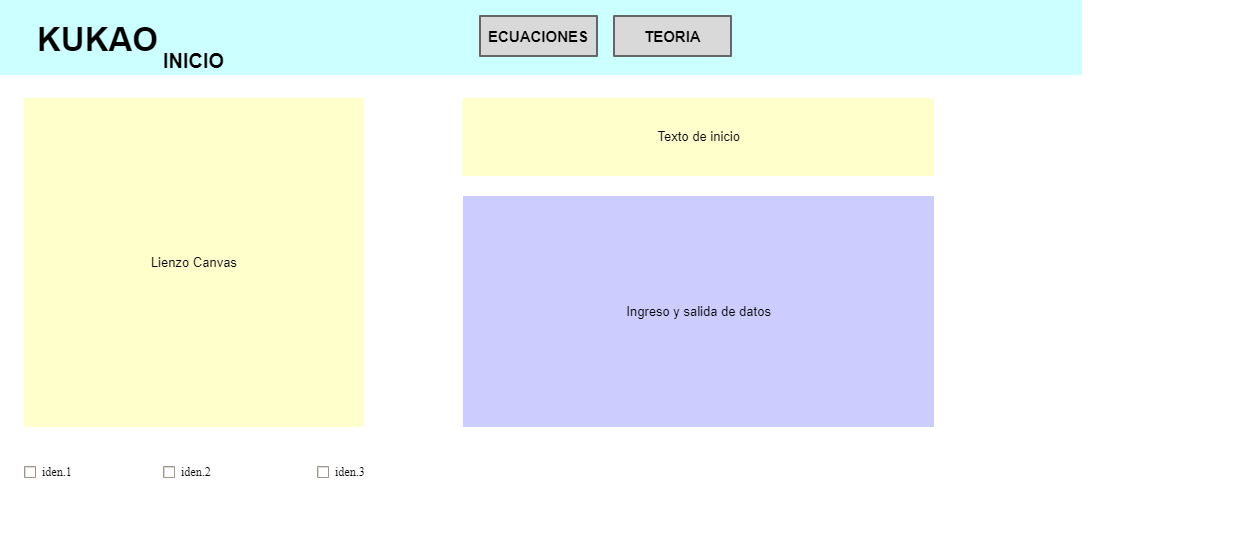 KUKAO
INICIO
ECUACIONES
TEORIA
Texto de inicio
Lienzo Canvas
Ingreso y salida de datos
iden.1
iden.2
iden.3